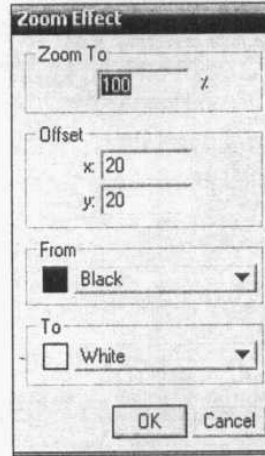 Zoom Effect
Zoom To
100 %
Offset
x: 20
y: 20
From
Black
To
White
OK Cancel